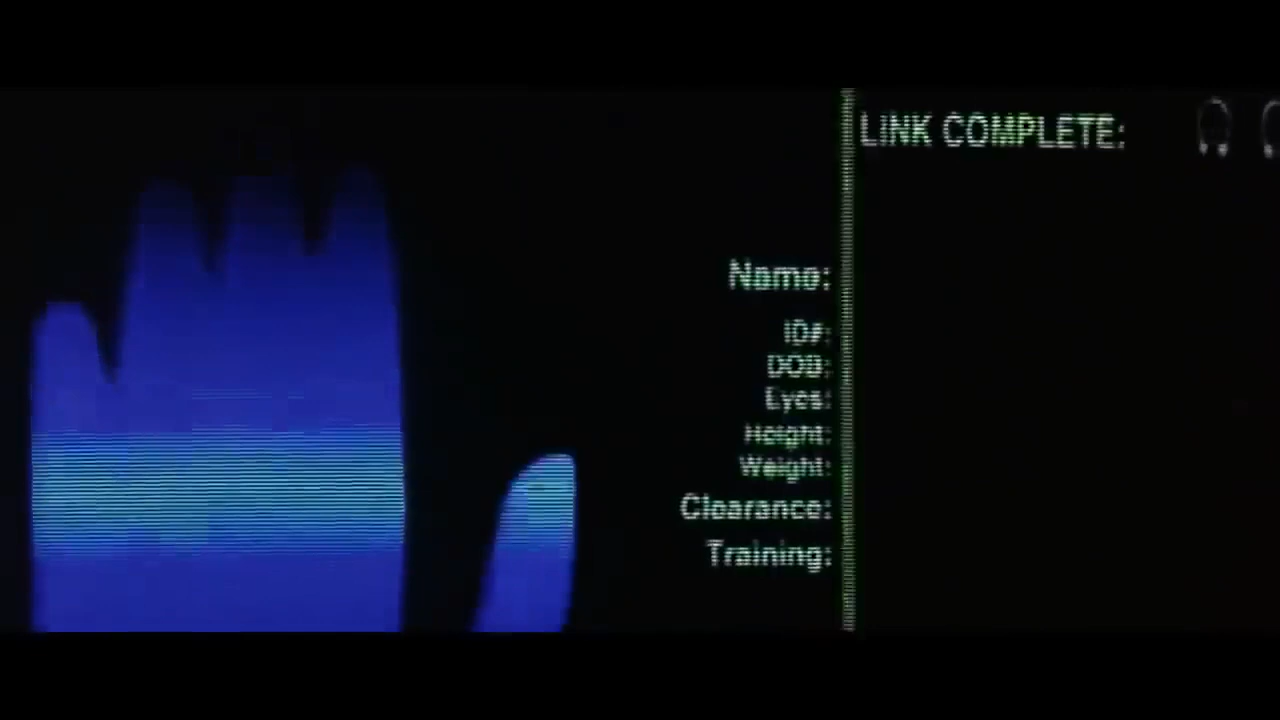 LINK COMPLETE:
Name:
ID#:
DOB:
Eyes:
Height:
Weight:
Clearance:
Training: